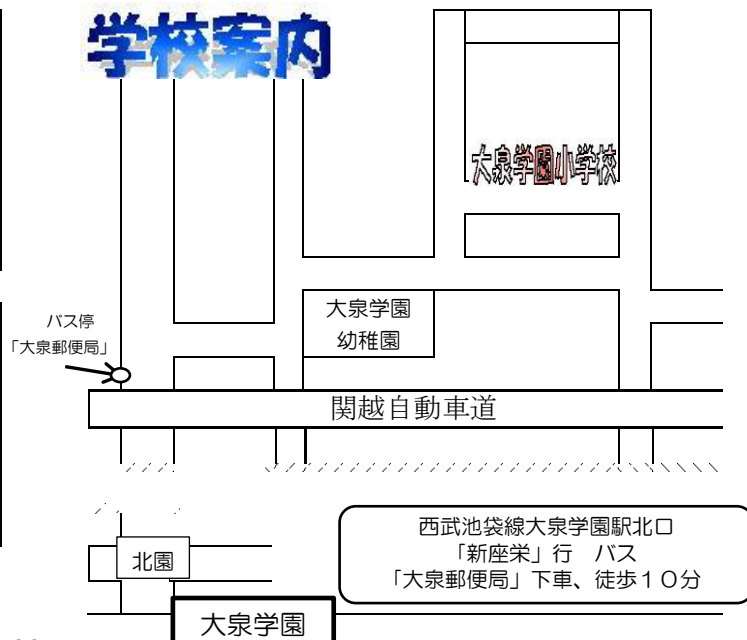 学校案内
大泉学園小学校
大泉学園
幼稚園
バス停
「大泉郵便局」
関越自動車道
西武池袋線大泉学園駅北口
「新座栄」行　バス
「大泉郵便局」下車、徒歩１０分
北園
大泉学園